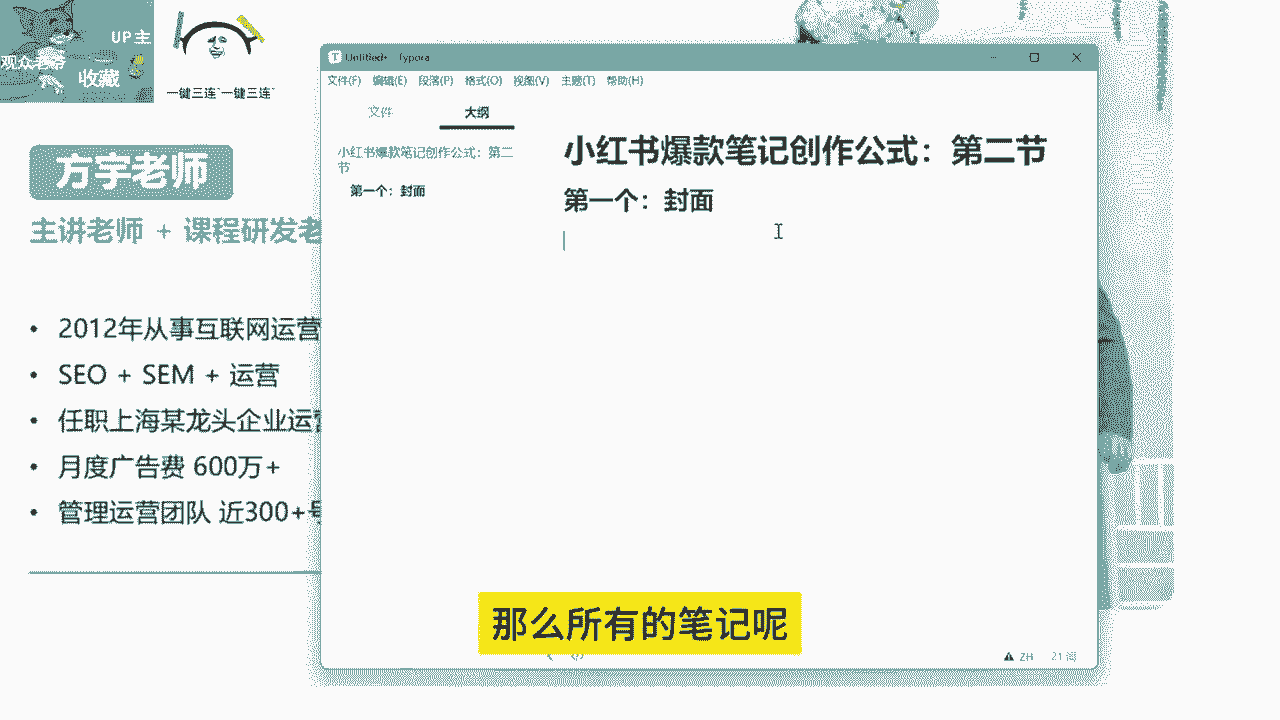 UP主
观众老爷
收藏
一键三连 一键三连
方宇老师
主讲老师 + 课程研发老
• 2012年从事互联网运营
• SEO + SEM + 运营
• 任职上海某龙头企业运营
• 月度广告费 600万+
• 管理运营团队 近300+号
Untitled• - Typora
文件(F) 编辑(E) 段落(P) 格式(O) 视图(V) 主题(T) 帮助(H)
文件 大纲
小红书爆款笔记创作公式：第二
节
第一个：封面
小红书爆款笔记创作公式：第二节
第一个：封面
那么所有的笔记呢
ZH 21 词